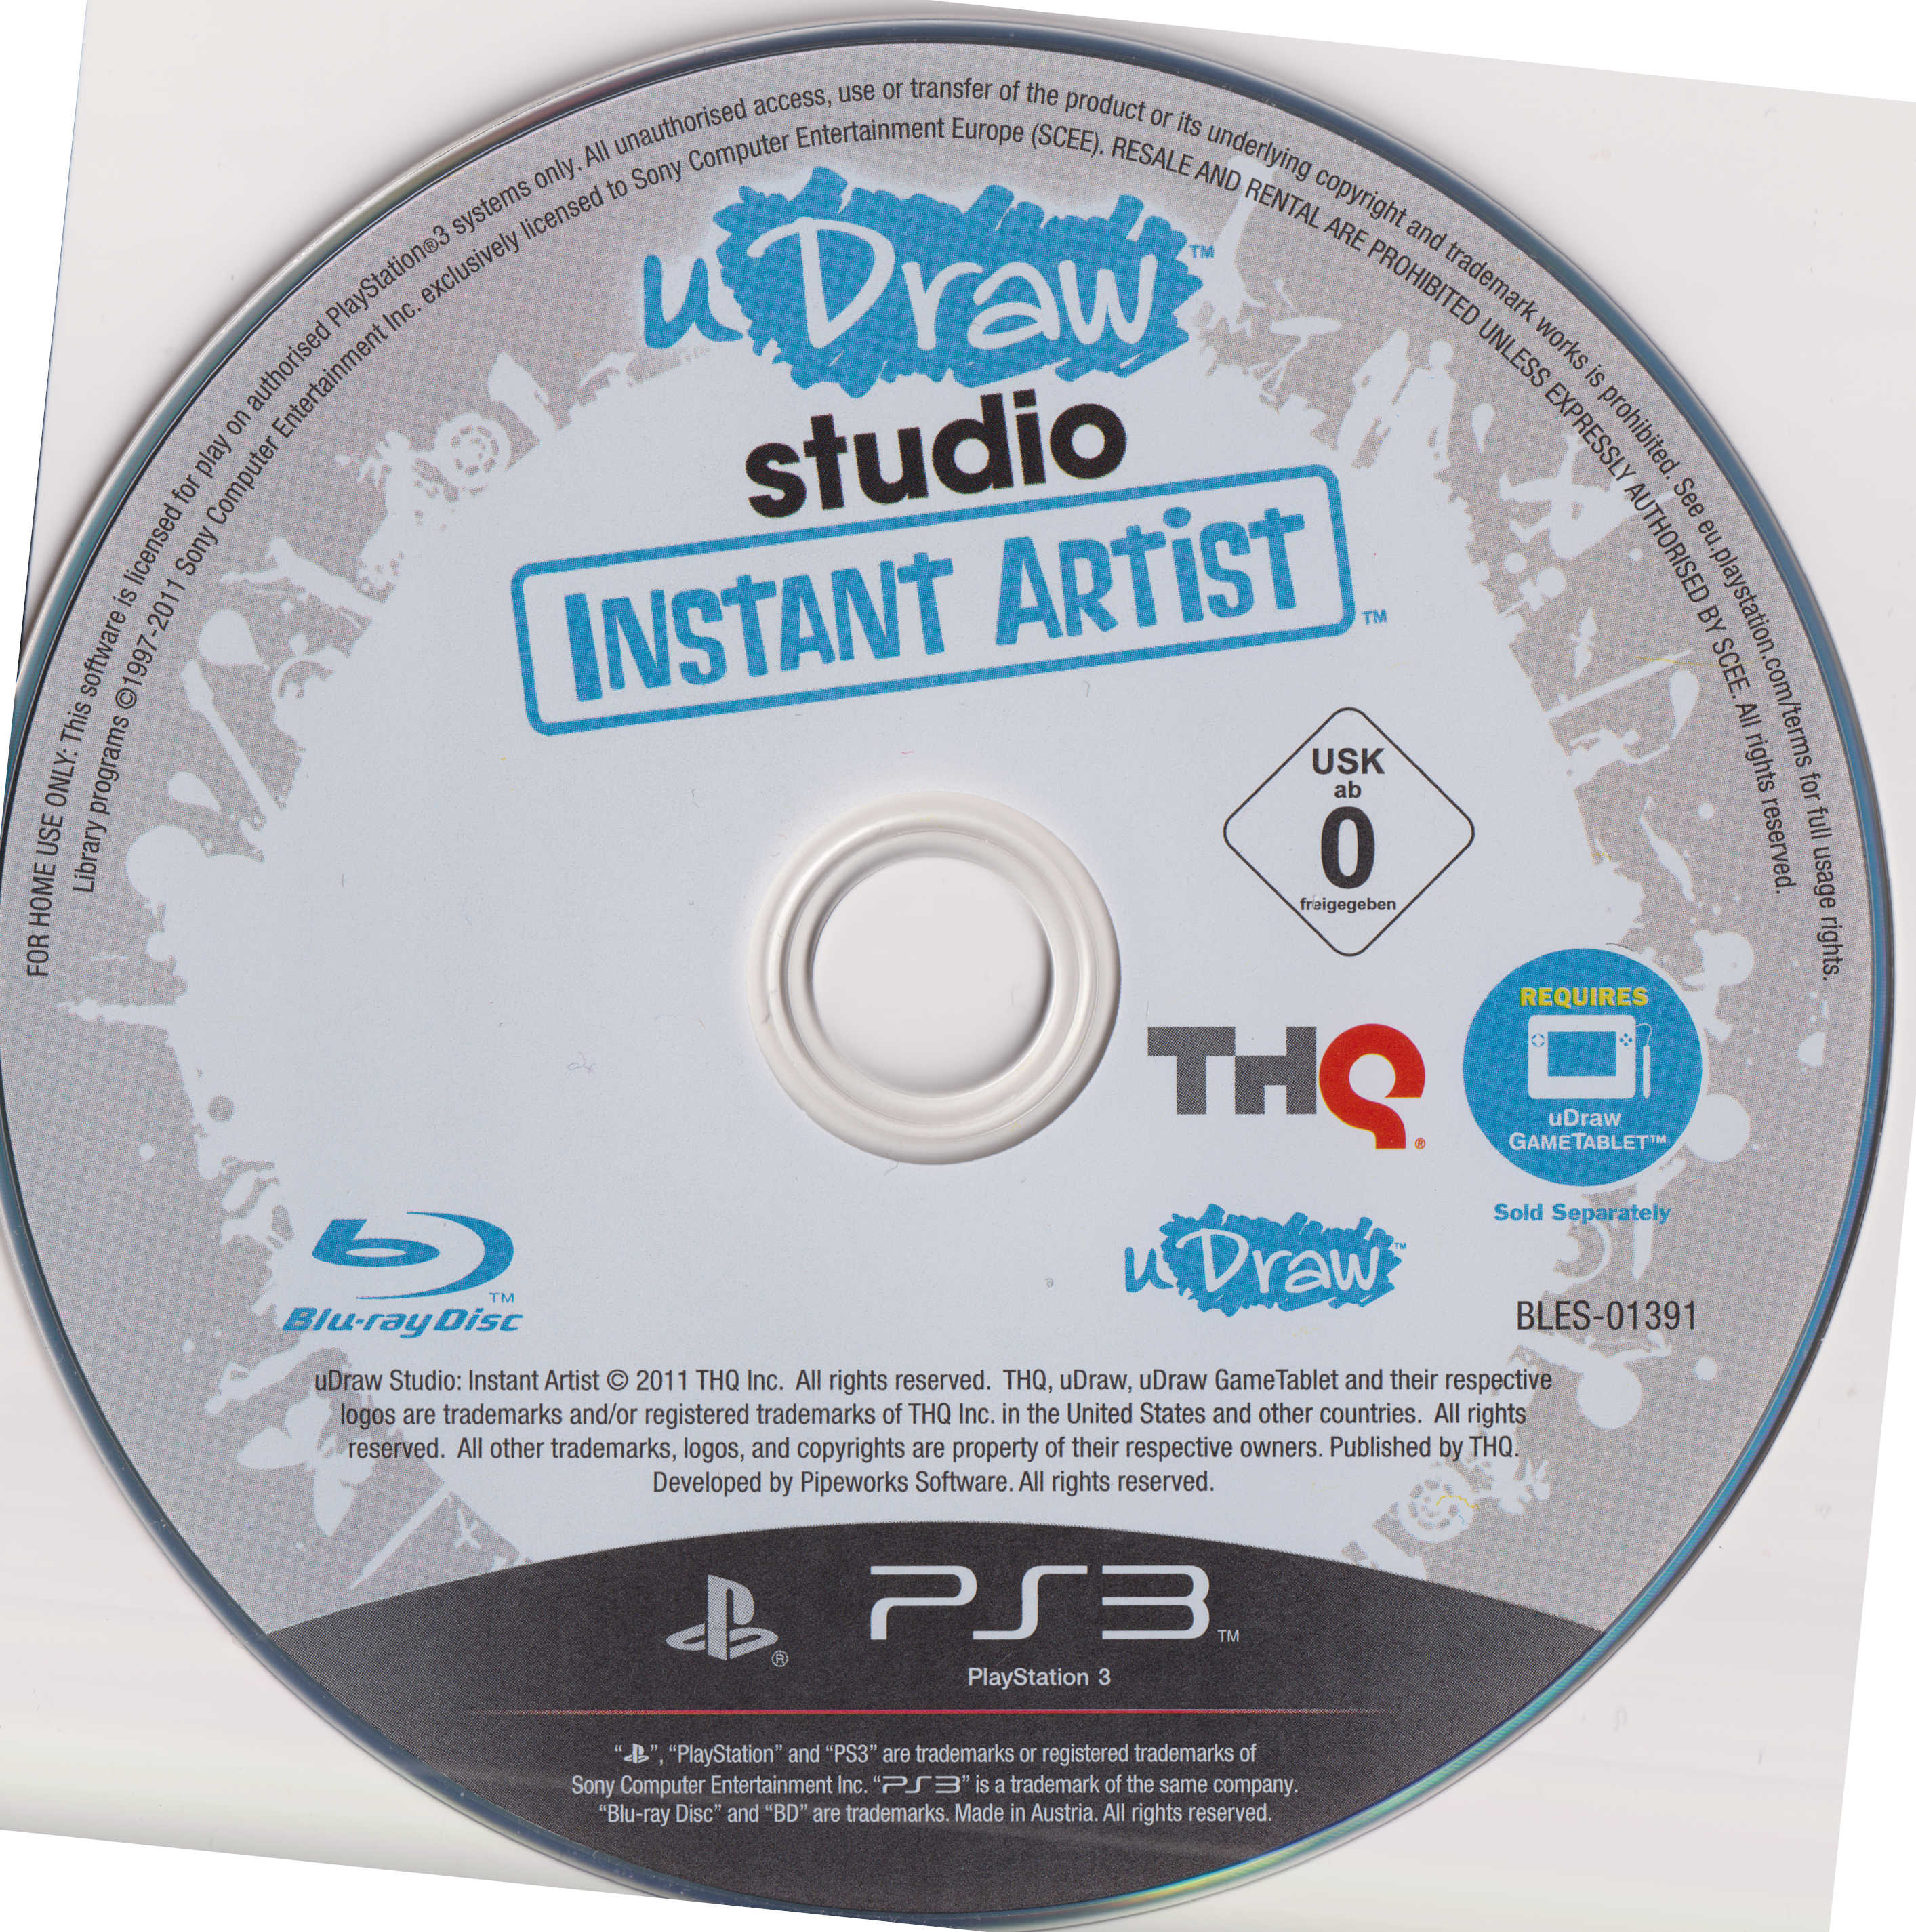 FOR HOME USE ONLY: This software is licensed for play on authorised PlayStation®3 systems only. All unauthorised access, use or transfer of the product or its underlying copyright and trademark works is prohibited. See eu.playstation.com/terms for full usage rights.
Library programs ©1997-2011 Sony Computer Entertainment Inc. exclusively licensed to Sony Computer Entertainment Europe (SCEE). RESALE AND RENTAL ARE PROHIBITED UNLESS EXPRESSLY AUTHORISED BY SCEE. All rights reserved.
uDraw™
studio
INSTANT ARTIST™
USK
ab
0
freigegeben
THQ®
REQUIRES
uDraw
GAMETABLET™
Sold Separately
Blu-ray Disc™
uDraw™
BLES-01391
uDraw Studio: Instant Artist © 2011 THQ Inc. All rights reserved. THQ, uDraw, uDraw GameTablet and their respective
logos are trademarks and/or registered trademarks of THQ Inc. in the United States and other countries. All rights
reserved. All other trademarks, logos, and copyrights are property of their respective owners. Published by THQ.
Developed by Pipeworks Software. All rights reserved.
® PS3™
PlayStation 3
“ ”, “PlayStation” and “PS3” are trademarks or registered trademarks of
Sony Computer Entertainment Inc. “PS3” is a trademark of the same company.
“Blu-ray Disc” and “BD” are trademarks. Made in Austria. All rights reserved.